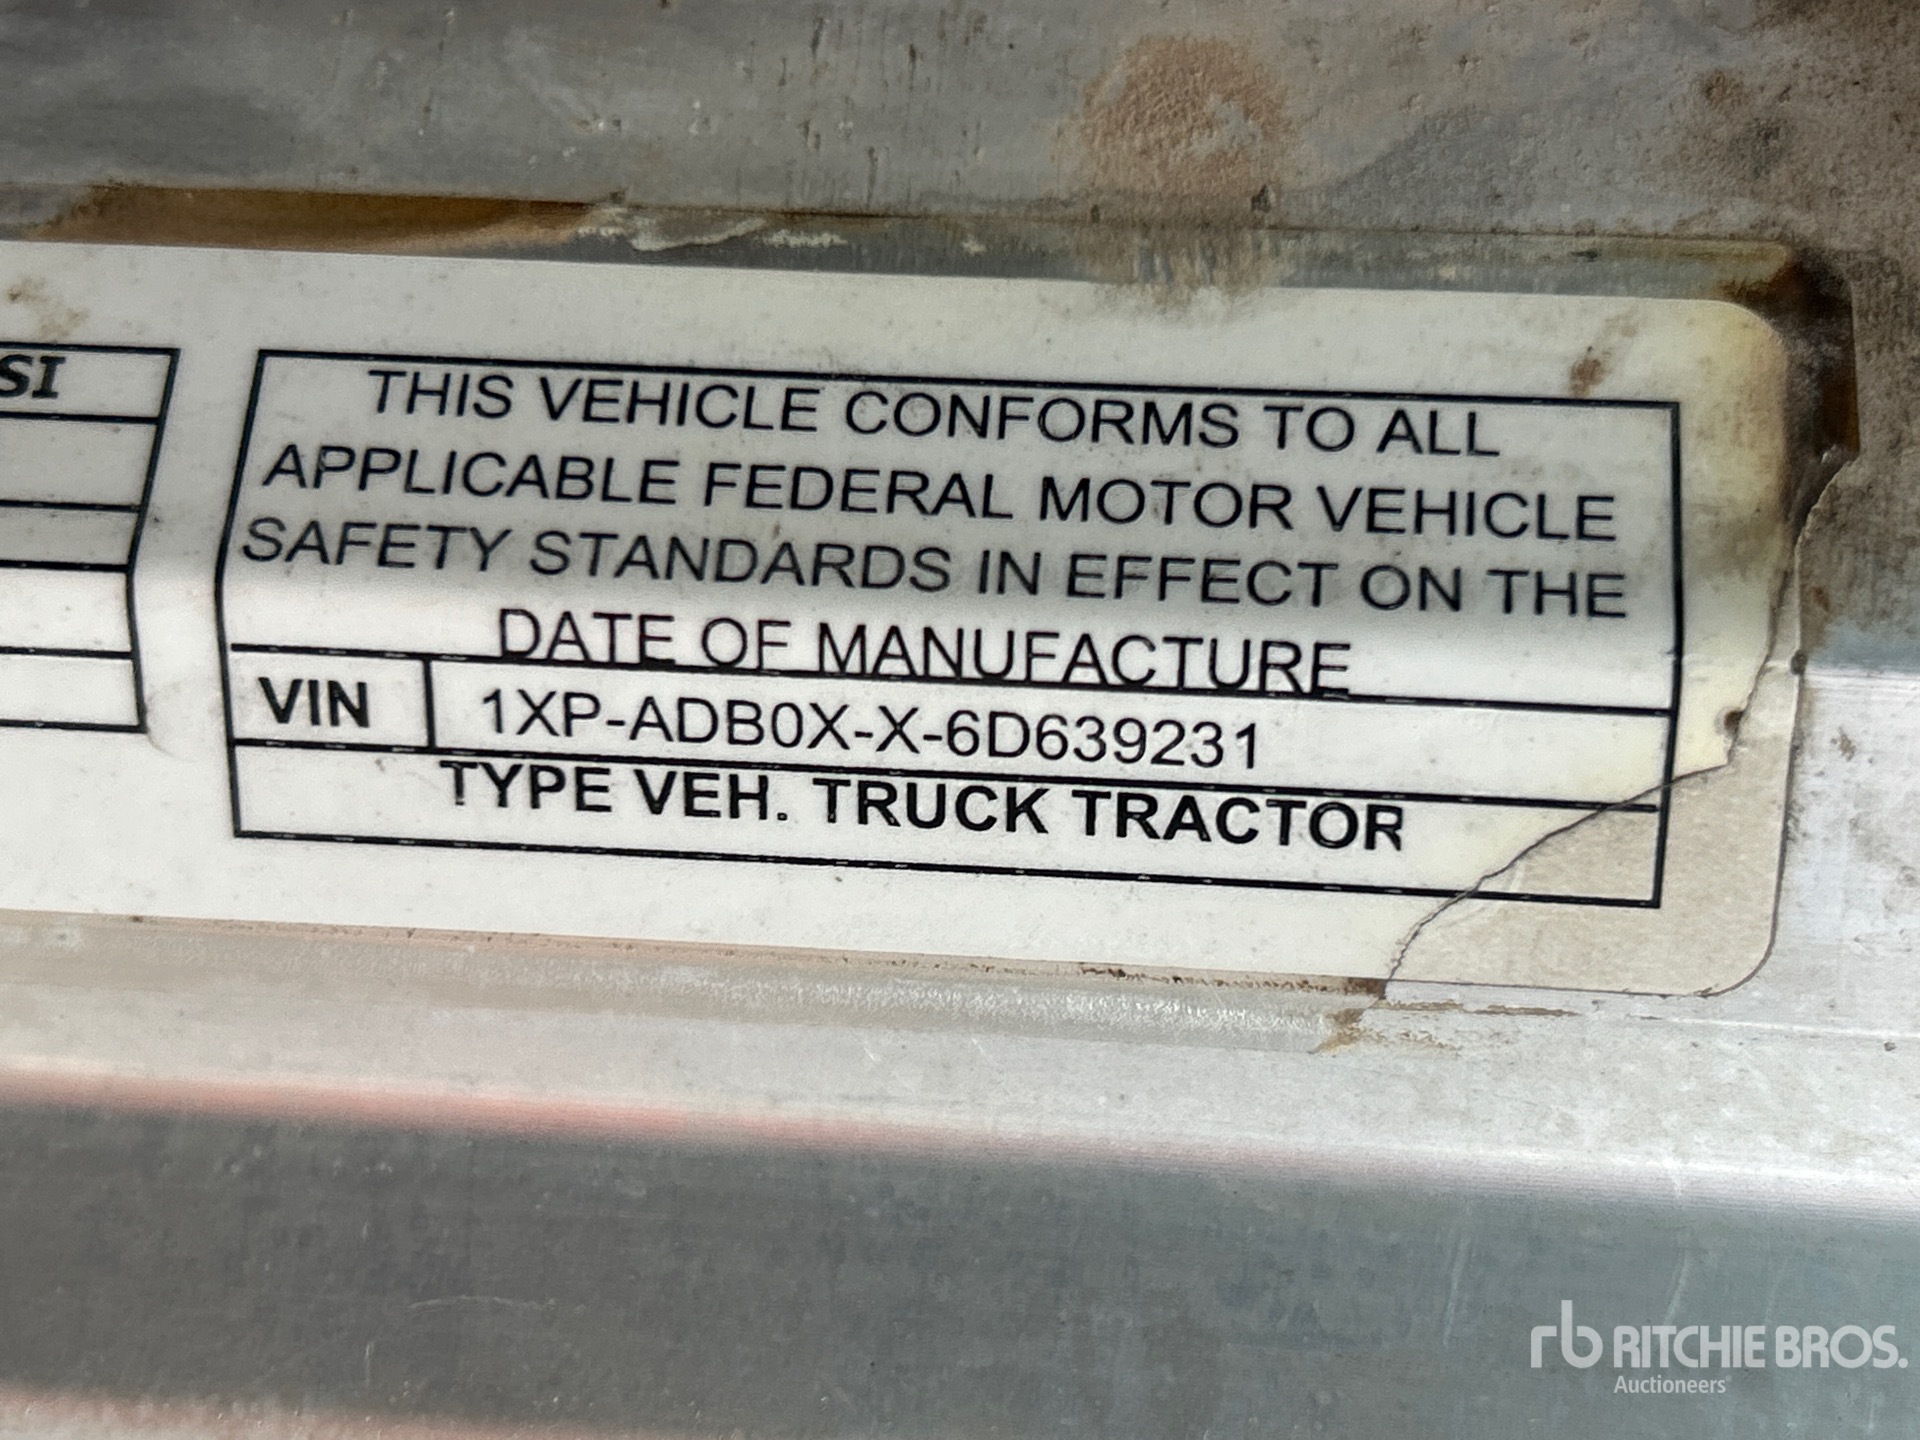 SI
THIS VEHICLE CONFORMS TO ALL
APPLICABLE FEDERAL MOTOR VEHICLE
SAFETY STANDARDS IN EFFECT ON THE
DATE OF MANUFACTURE
VIN 1XP-ADB0X-X-6D639231
TYPE VEH. TRUCK TRACTOR
rb RITCHIE BROS.
Auctioneers